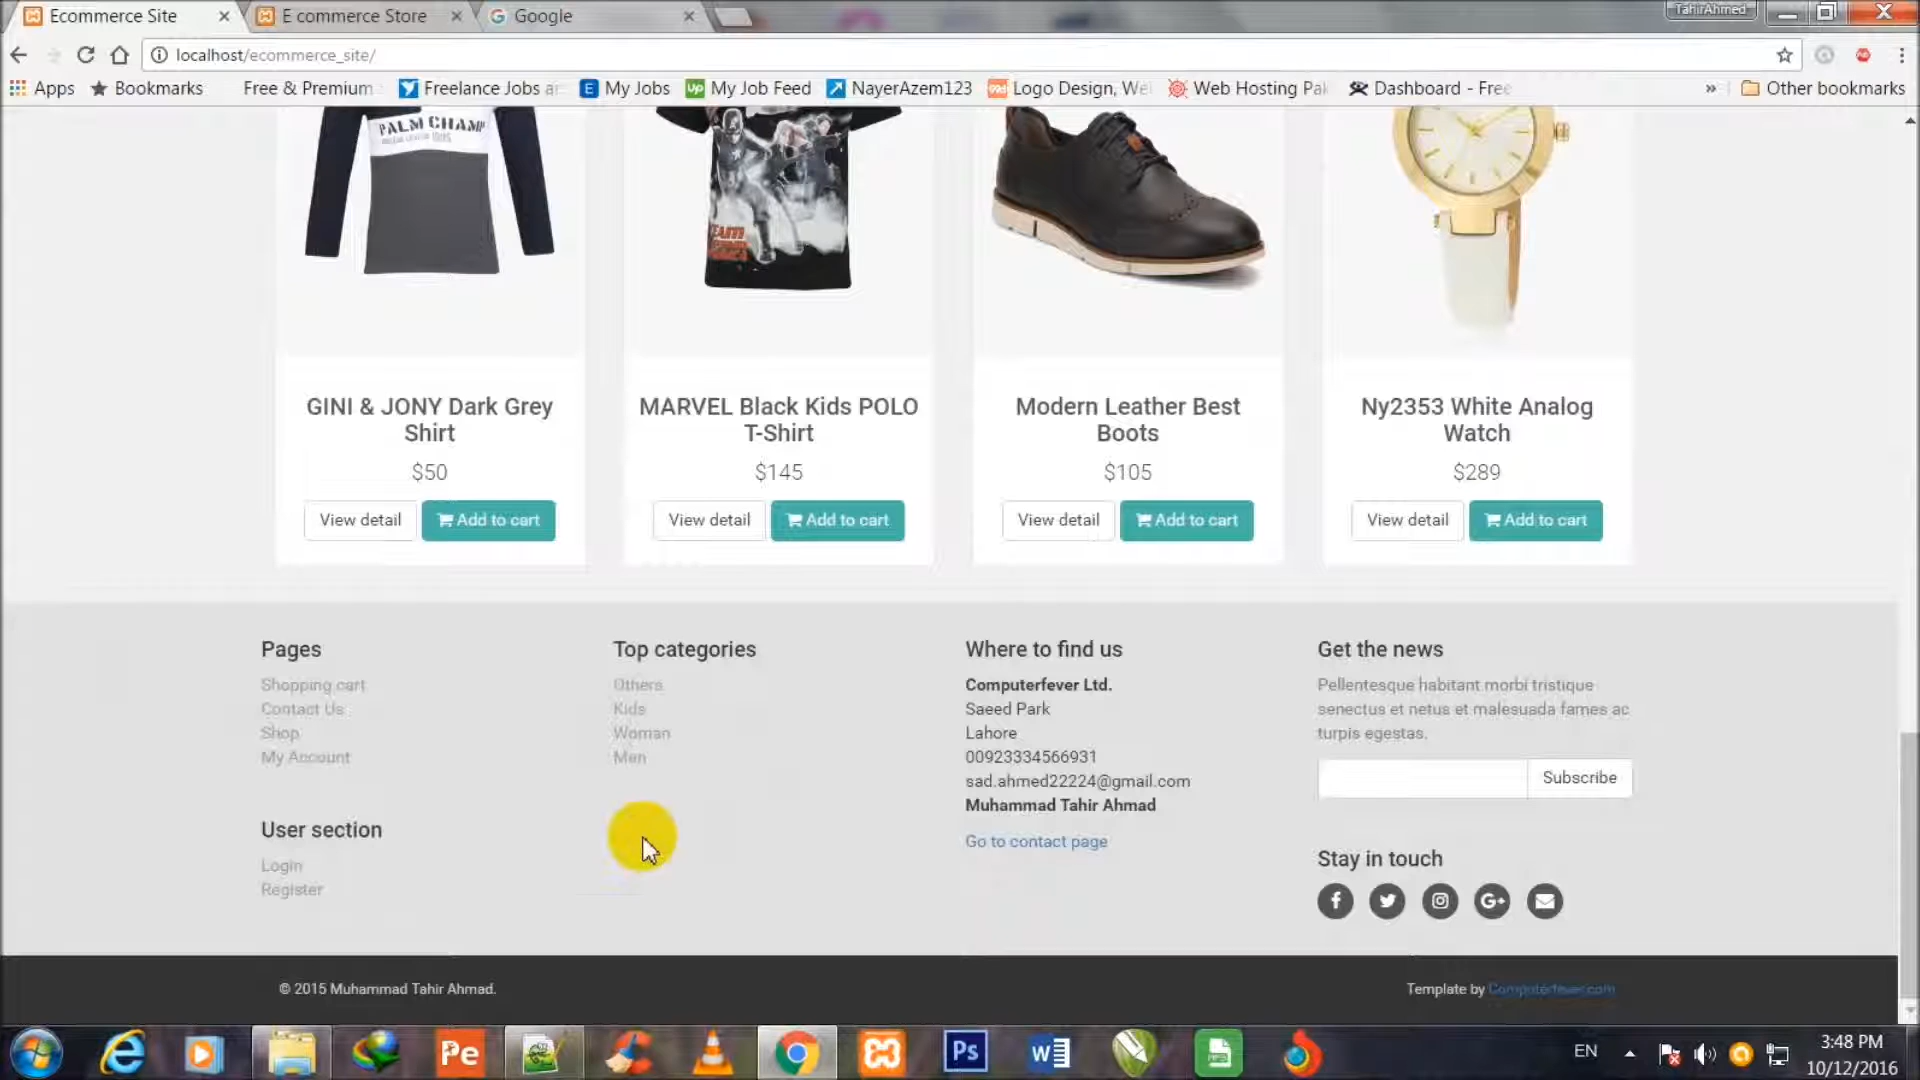 Ecommerce Site
E commerce Store
Google
TahirAhmed
localhost/ecommerce_site/
Apps
Bookmarks
Free & Premium
Freelance Jobs a
My Jobs
My Job Feed
NayerAzem123
Logo Design, We
Web Hosting Pak
Dashboard - Free
»
Other bookmarks
PALM CHAMP
TEAM
GINI & JONY Dark Grey
Shirt
$50
View detail
Add to cart
MARVEL Black Kids POLO
T-Shirt
$145
View detail
Add to cart
Modern Leather Best
Boots
$105
View detail
Add to cart
Ny2353 White Analog
Watch
$289
View detail
Add to cart
Pages
Shopping cart
Contact Us
Shop
My Account
User section
Login
Register
Top categories
Others
Kids
Woman
Men
Where to find us
Computerfever Ltd.
Saeed Park
Lahore
00923334566931
sad.ahmed22224@gmail.com
Muhammad Tahir Ahmad
Go to contact page
Get the news
Pellentesque habitant morbi tristique
senectus et netus et malesuada fames ac
turpis egestas.
Subscribe
Stay in touch
© 2015 Muhammad Tahir Ahmad.
Template by Computerfever.com
Pe
Ps
W
EN
3:48 PM
10/12/2016